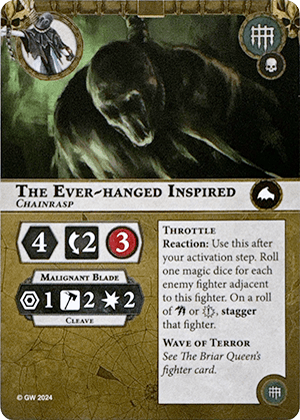 The Ever-hanged Inspired
Chainrasp
4 2 3
Malignant Blade
1 2 2
Cleave
Throttle
Reaction: Use this after
your activation step. Roll
one magic dice for each
enemy fighter adjacent
to this fighter. On a roll
of or , stagger
that fighter.
Wave of Terror
See The Briar Queen's
fighter card.
© GW 2024